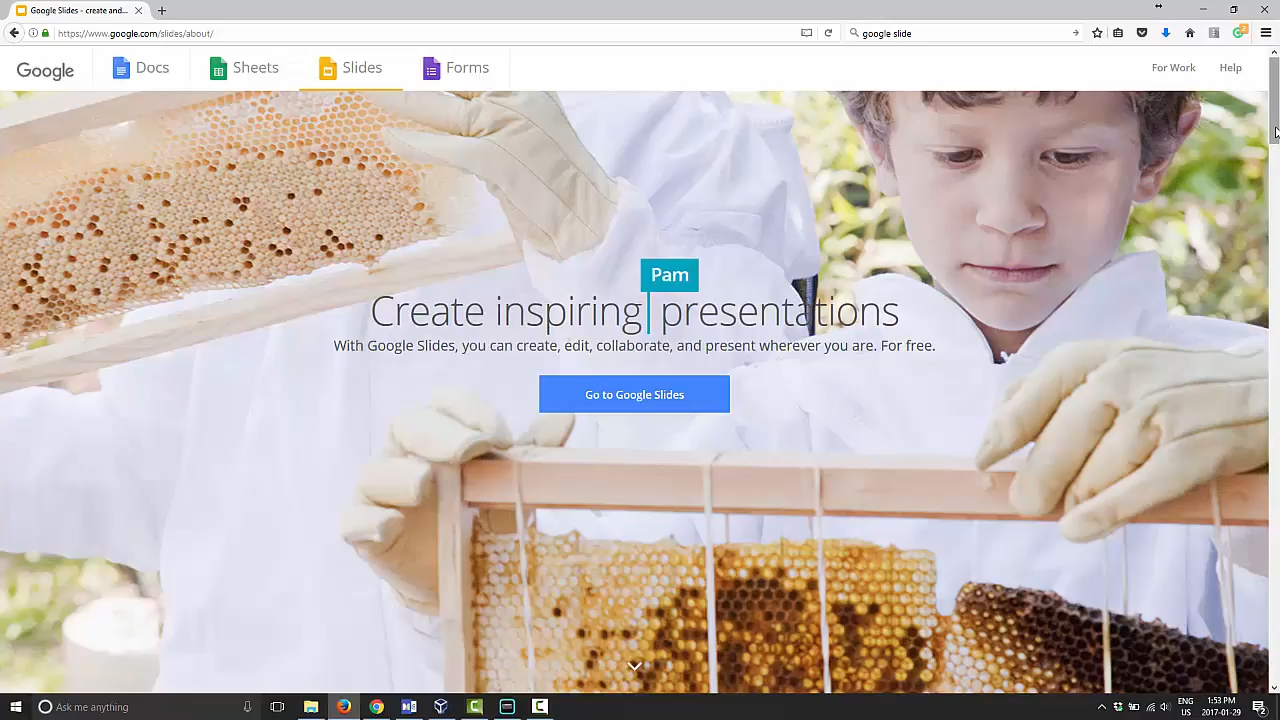 Google Slides - create and...
https://www.google.com/slides/about/
google slide
2
Google
Docs
Sheets
Slides
Forms
For Work
Help
Pam
Create inspiring presentations
With Google Slides, you can create, edit, collaborate, and present wherever you are. For free.
Go to Google Slides
Ask me anything
ENG
US
1:53 PM
2017-01-29
2